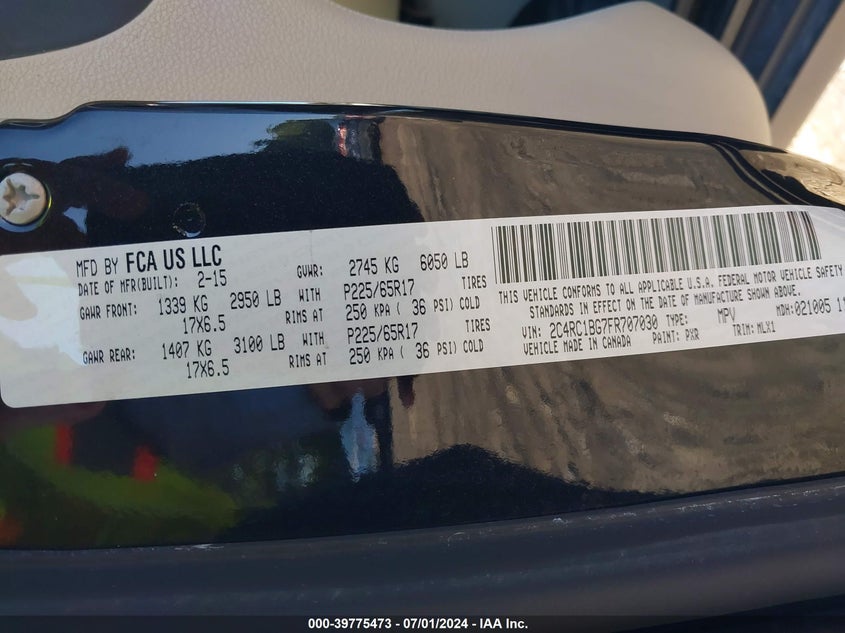 MFD BY FCA US LLC
DATE OF MFR(BUILT): 2-15 GVWR: 2745 KG 6050 LB
GAWR FRONT: 1339 KG 2950 LB WITH P225/65R17 TIRES
17X6.5 RIMS AT 250 KPA ( 36 PSI) COLD
GAWR REAR: 1407 KG 3100 LB WITH P225/65R17 TIRES
17X6.5 RIMS AT 250 KPA ( 36 PSI) COLD
THIS VEHICLE CONFORMS TO ALL APPLICABLE U.S.A. FEDERAL MOTOR VEHICLE SAFETY
STANDARDS IN EFFECT ON THE DATE OF MANUFACTURE SHOWN ABOVE.
VIN: 2C4RC1BG7FR707030 TYPE: MPV MDH:021005
VEHICLE MADE IN CANADA PAINT: PXR TRIM: MLX1
000-39775473 - 07/01/2024 - IAA Inc.